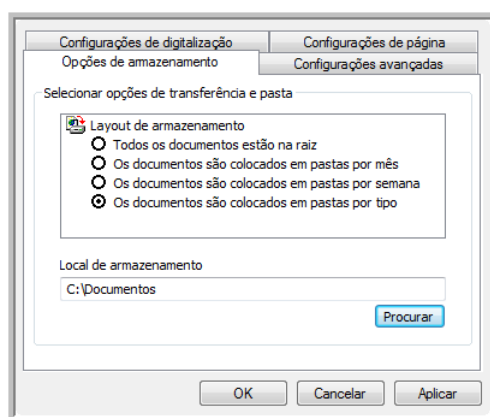 Configurações de digitalização
Configurações de página
Opções de armazenamento
Configurações avançadas
Selecionar opções de transferência e pasta
Layout de armazenamento
Todos os documentos estão na raiz
Os documentos são colocados em pastas por mês
Os documentos são colocados em pastas por semana
Os documentos são colocados em pastas por tipo
Local de armazenamento
C:\Documentos
Procurar
OK
Cancelar
Aplicar